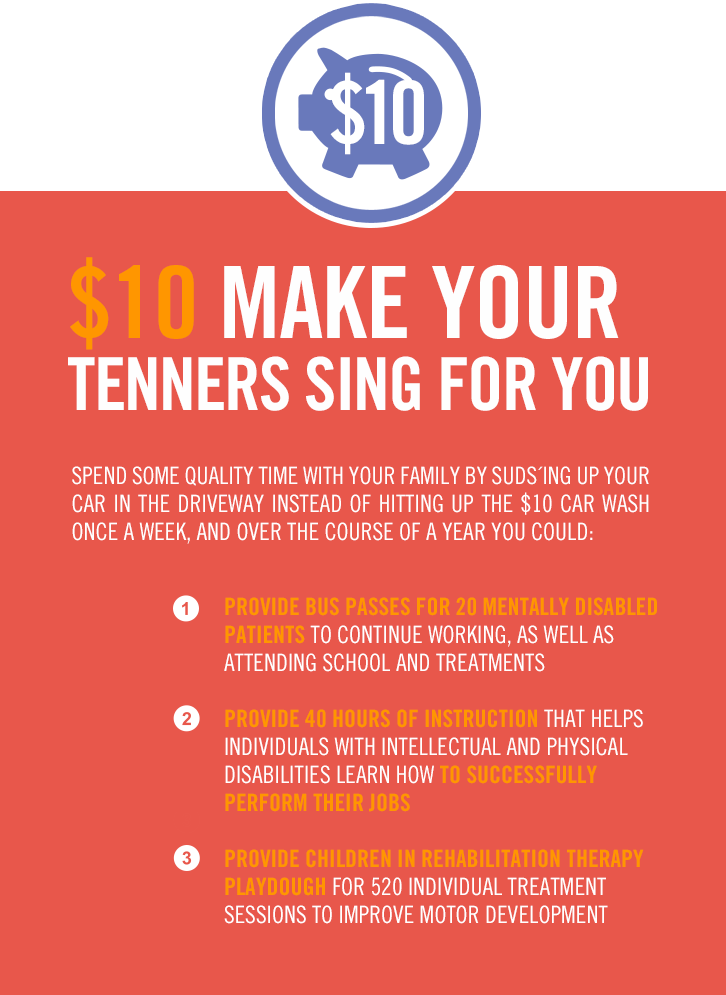 $10
$10 MAKE YOUR
TENNERS SING FOR YOU
SPEND SOME QUALITY TIME WITH YOUR FAMILY BY SUDS´ING UP YOUR
CAR IN THE DRIVEWAY INSTEAD OF HITTING UP THE $10 CAR WASH
ONCE A WEEK, AND OVER THE COURSE OF A YEAR YOU COULD:
1 PROVIDE BUS PASSES FOR 20 MENTALLY DISABLED
PATIENTS TO CONTINUE WORKING, AS WELL AS
ATTENDING SCHOOL AND TREATMENTS
2 PROVIDE 40 HOURS OF INSTRUCTION THAT HELPS
INDIVIDUALS WITH INTELLECTUAL AND PHYSICAL
DISABILITIES LEARN HOW TO SUCCESSFULLY
PERFORM THEIR JOBS
3 PROVIDE CHILDREN IN REHABILITATION THERAPY
PLAYDOUGH FOR 520 INDIVIDUAL TREATMENT
SESSIONS TO IMPROVE MOTOR DEVELOPMENT